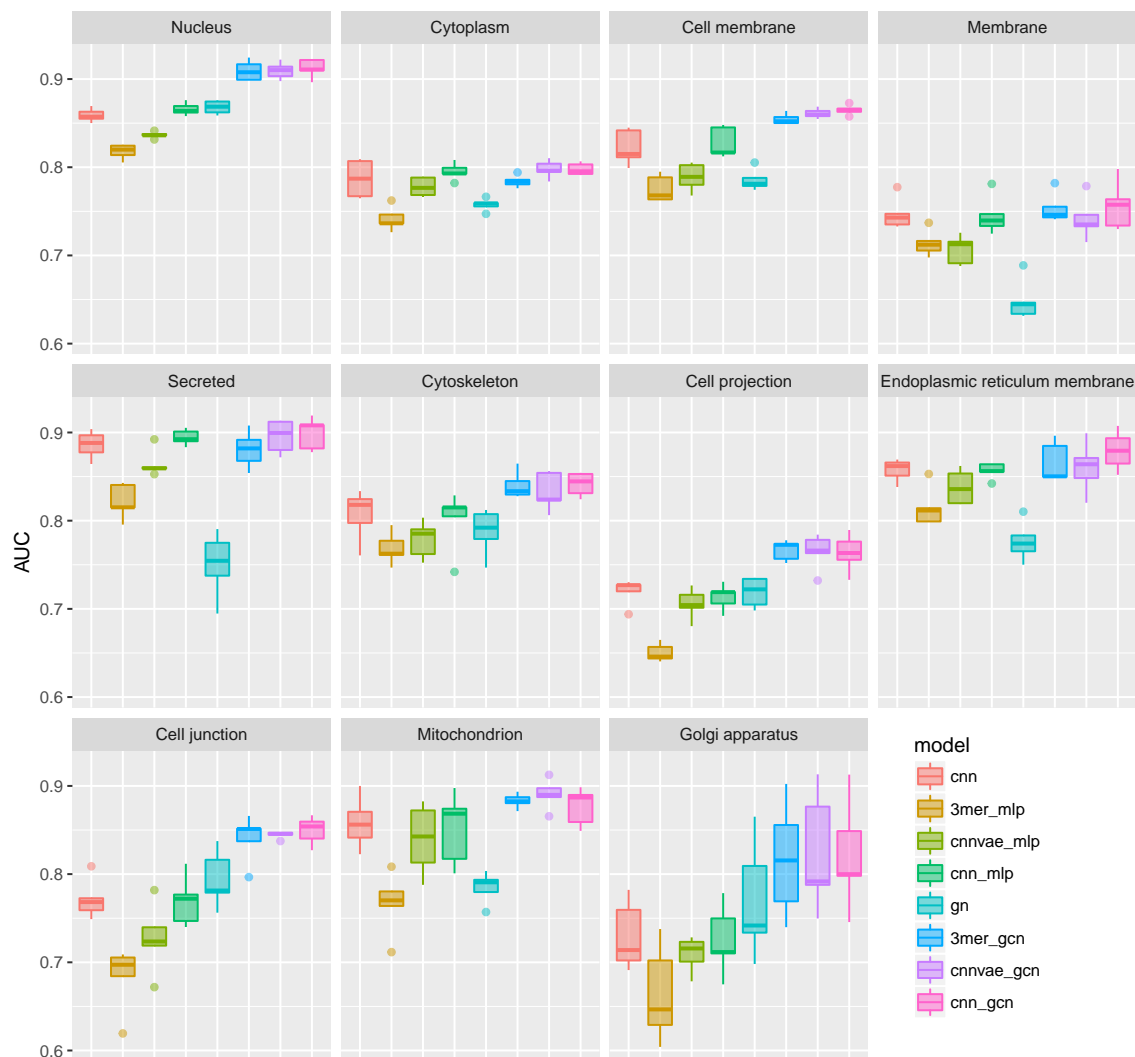 Nucleus
Cytoplasm
Cell membrane
Membrane
0.9
0.8
0.7
0.6
Secreted
Cytoskeleton
Cell projection
Endoplasmic reticulum membrane
0.9
0.8
0.7
0.6
AUC
Cell junction
Mitochondrion
Golgi apparatus
0.9
0.8
0.7
0.6
model
cnn
3mer_mlp
cnnvae_mlp
cnn_mlp
gn
3mer_gcn
cnnvae_gcn
cnn_gcn